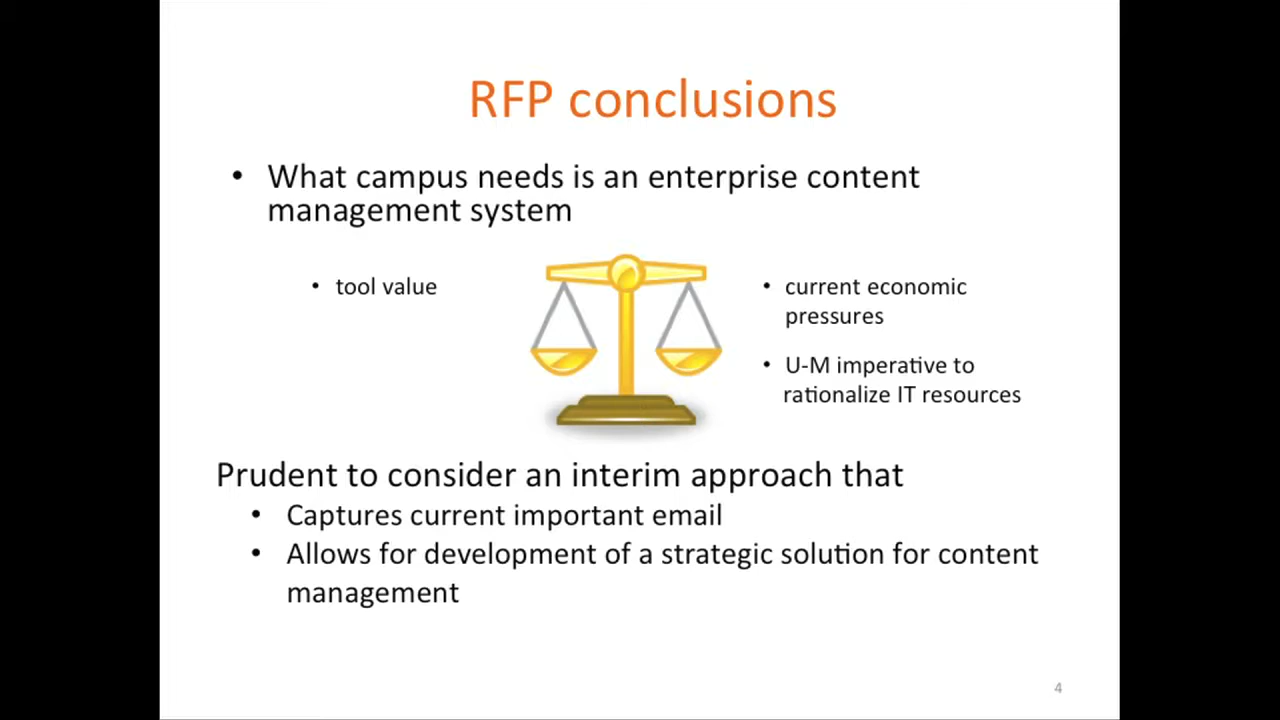 RFP conclusions
• What campus needs is an enterprise content
management system
• tool value
• current economic
pressures
• U-M imperative to
rationalize IT resources
Prudent to consider an interim approach that
• Captures current important email
• Allows for development of a strategic solution for content
management
4